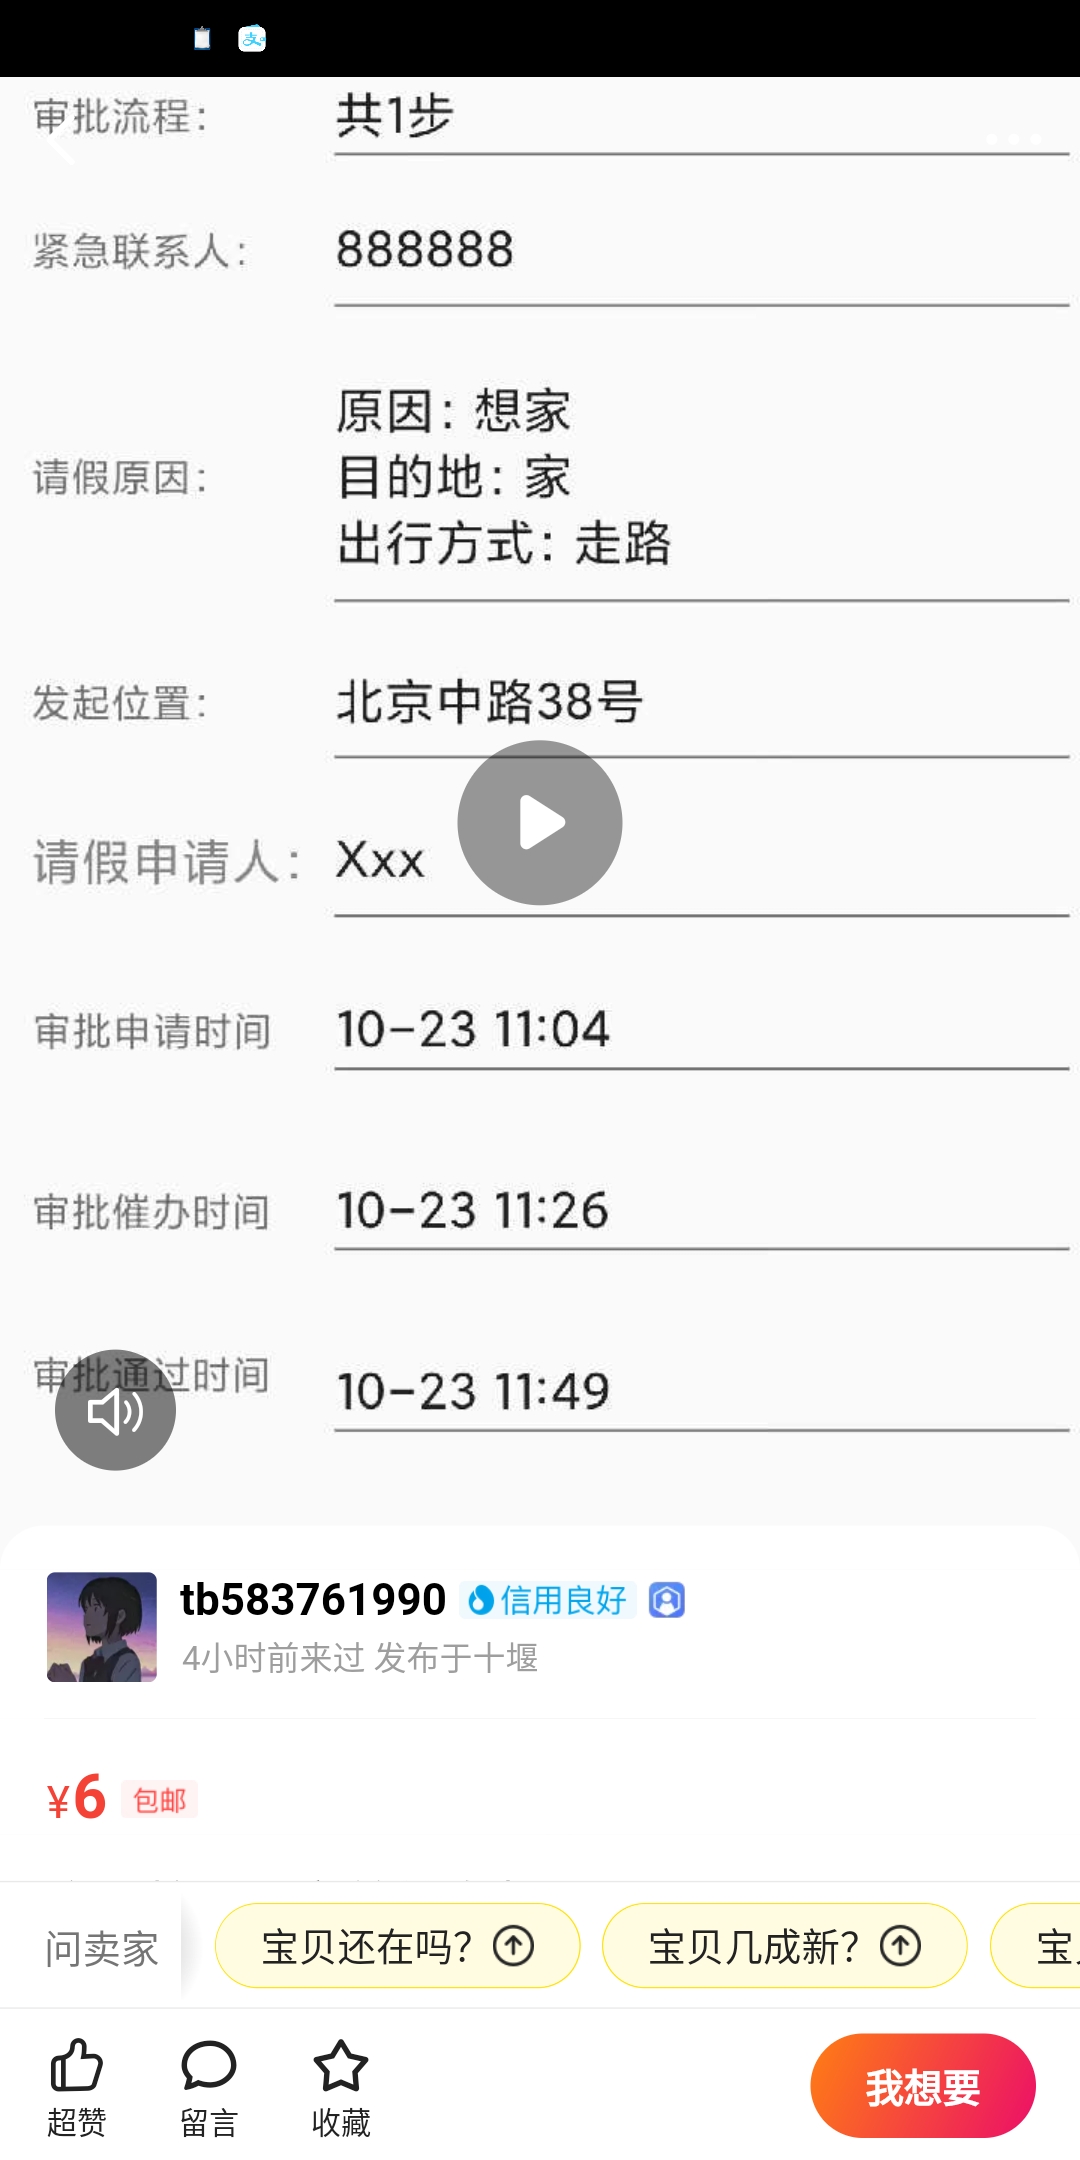 审批流程：
共1步
紧急联系人：
888888
请假原因：
原因：想家
目的地：家
出行方式：走路
发起位置：
北京中路38号
请假申请人：
Xxx
审批申请时间
10-23 11:04
审批催办时间
10-23 11:26
审批通过时间
10-23 11:49
tb583761990
信用良好
4小时前来过 发布于十堰
¥6
包邮
问卖家
宝贝还在吗？
宝贝几成新？
宝
超赞
留言
收藏
我想要